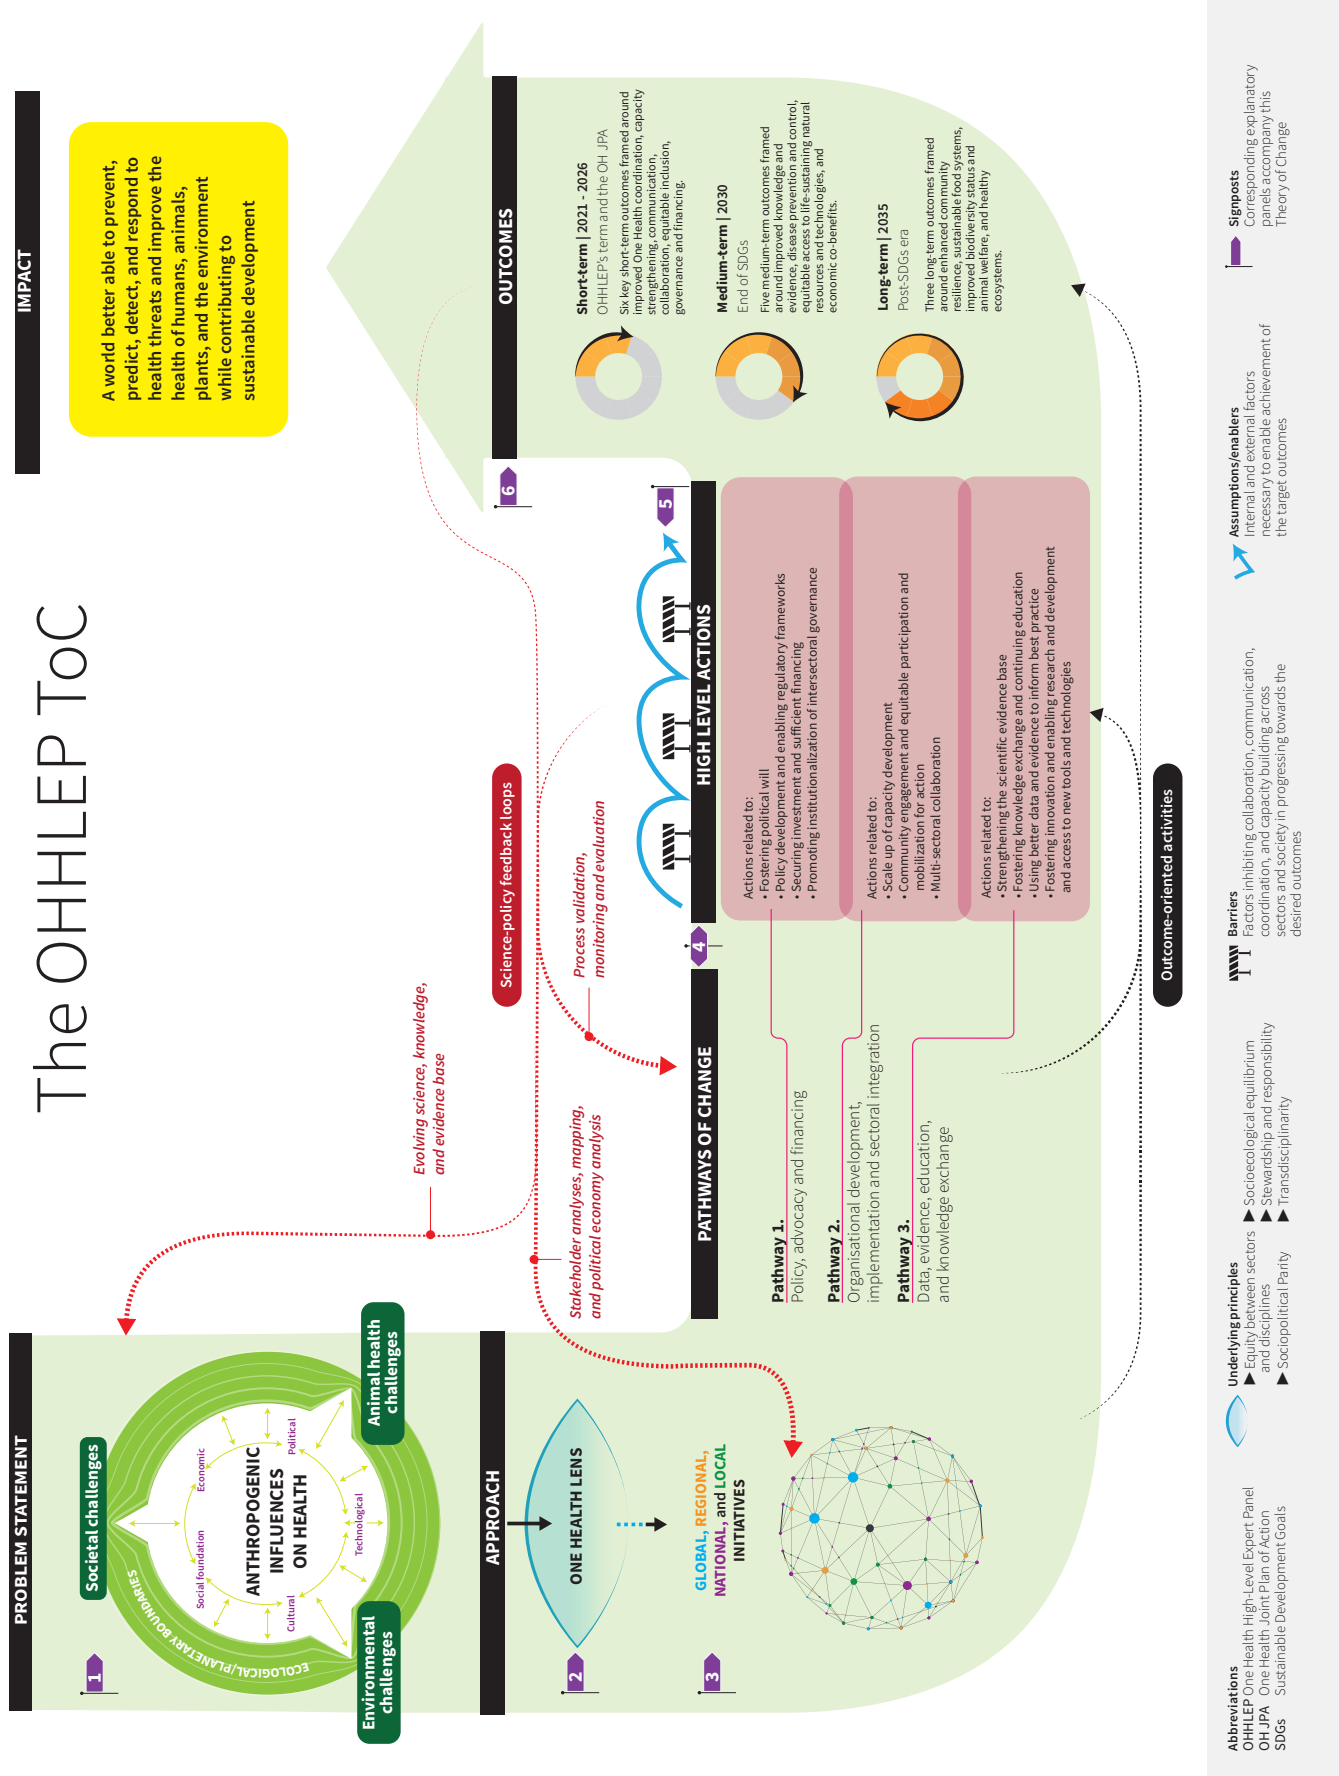 The OHHLEP ToC
PROBLEM STATEMENT
1
Societal challenges
ECOLOGICAL/PLANETARY BOUNDARIES
Social foundation
Economic
ANTHROPOGENIC
INFLUENCES
ON HEALTH
Cultural
Political
Technological
Environmental
challenges
Animal health
challenges
APPROACH
2
ONE HEALTH LENS
3
GLOBAL, REGIONAL,
NATIONAL, and LOCAL
INITIATIVES
Evolving science, knowledge,
and evidence base
Science-policy feedback loops
Stakeholder analyses, mapping,
and political economy analysis
Process validation,
monitoring and evaluation
PATHWAYS OF CHANGE
Pathway 1.
Policy, advocacy and financing
Pathway 2.
Organisational development,
implementation and sectoral integration
Pathway 3.
Data, evidence, education,
and knowledge exchange
4
HIGH LEVEL ACTIONS
5
Actions related to:
• Fostering political will
• Policy development and enabling regulatory frameworks
• Securing investment and sufficient financing
• Promoting institutionalization of intersectoral governance
Actions related to:
• Scale up of capacity development
• Community engagement and equitable participation and
mobilization for action
• Multi-sectoral collaboration
Actions related to:
• Strengthening the scientific evidence base
• Fostering knowledge exchange and continuing education
• Using better data and evidence to inform best practice
• Fostering innovation and enabling research and development
and access to new tools and technologies
Outcome-oriented activities
IMPACT
A world better able to prevent,
predict, detect, and respond to
health threats and improve the
health of humans, animals,
plants, and the environment
while contributing to
sustainable development
6
OUTCOMES
Short-term | 2021 - 2026
OHHLEP's term and the OH JPA
Six key short-term outcomes framed around
improved One Health coordination, capacity
strengthening, communication,
collaboration, equitable inclusion,
governance and financing.
Medium-term | 2030
End of SDGs
Five medium-term outcomes framed
around improved knowledge and
evidence, disease prevention and control,
equitable access to life-sustaining natural
resources and technologies, and
economic co-benefits.
Long-term | 2035
Post-SDGs era
Three long-term outcomes framed
around enhanced community
resilience, sustainable food systems,
improved biodiversity status and
animal welfare, and healthy
ecosystems.
Abbreviations
OHHLEP One Health High-Level Expert Panel
OH JPA One Health Joint Plan of Action
SDGs Sustainable Development Goals
Underlying principles
▶ Equity between sectors
and disciplines
▶ Sociopolitical Parity
▶ Socioecological equilibrium
▶ Stewardship and responsibility
▶ Transdisciplinarity
Barriers
Factors inhibiting collaboration, communication,
coordination, and capacity building across
sectors and society in progressing towards the
desired outcomes
Assumptions/enablers
Internal and external factors
necessary to enable achievement of
the target outcomes
Signposts
Corresponding explanatory
panels accompany this
Theory of Change